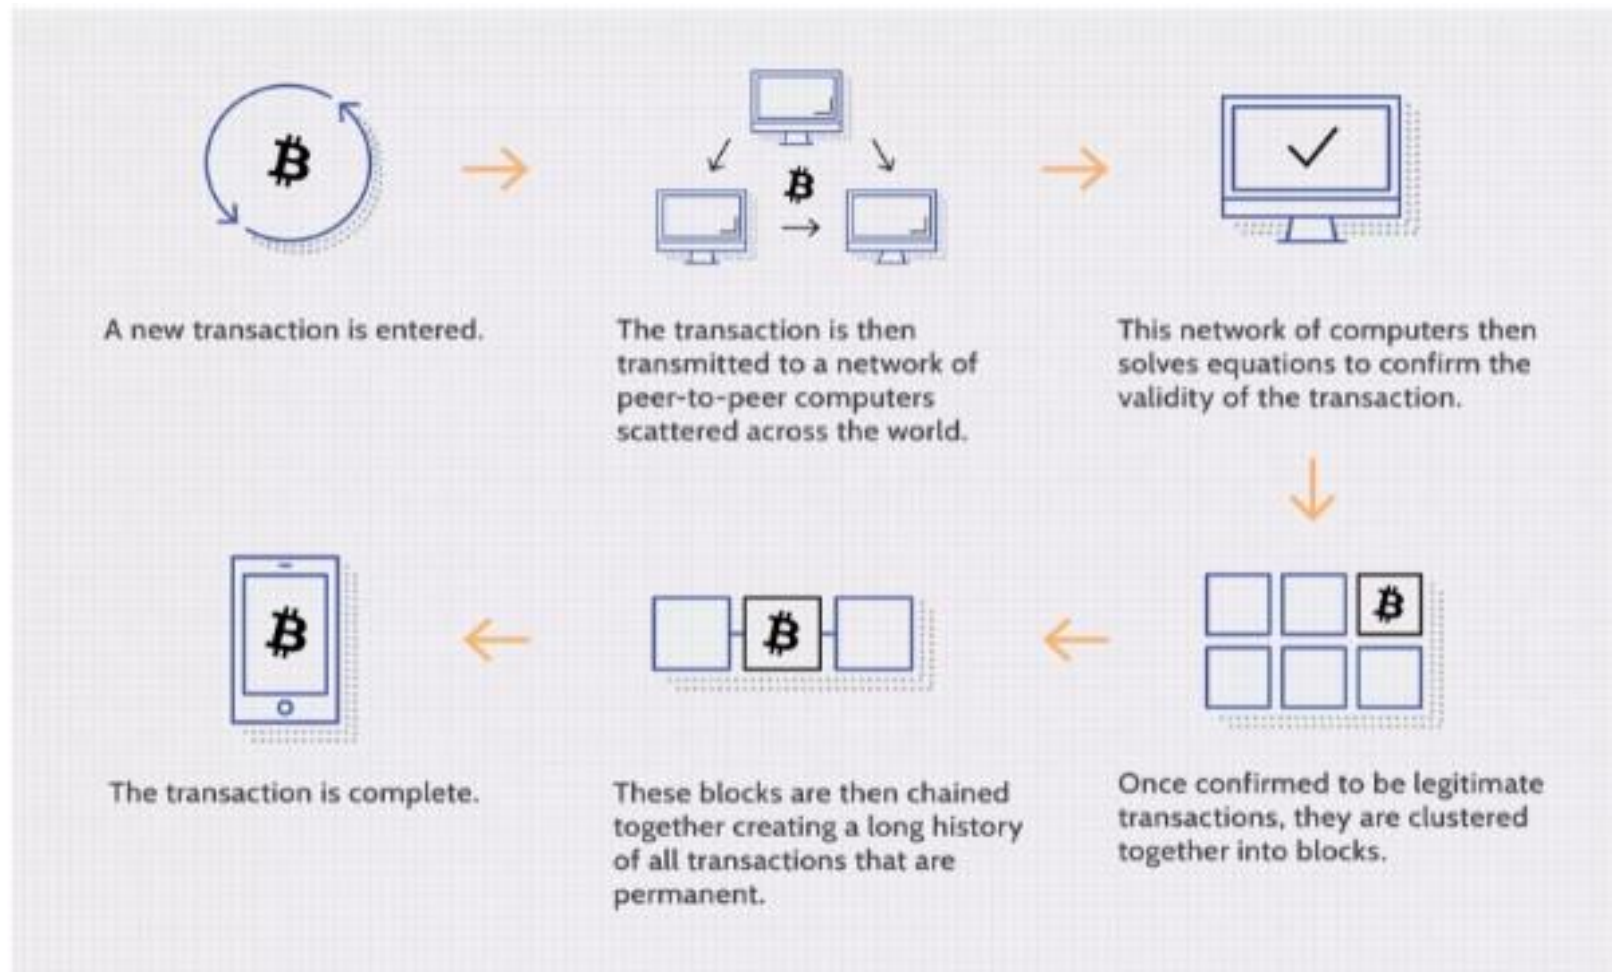 A new transaction is entered.
The transaction is then
transmitted to a network of
peer-to-peer computers
scattered across the world.
This network of computers then
solves equations to confirm the
validity of the transaction.
Once confirmed to be legitimate
transactions, they are clustered
together into blocks.
These blocks are then chained
together creating a long history
of all transactions that are
permanent.
The transaction is complete.